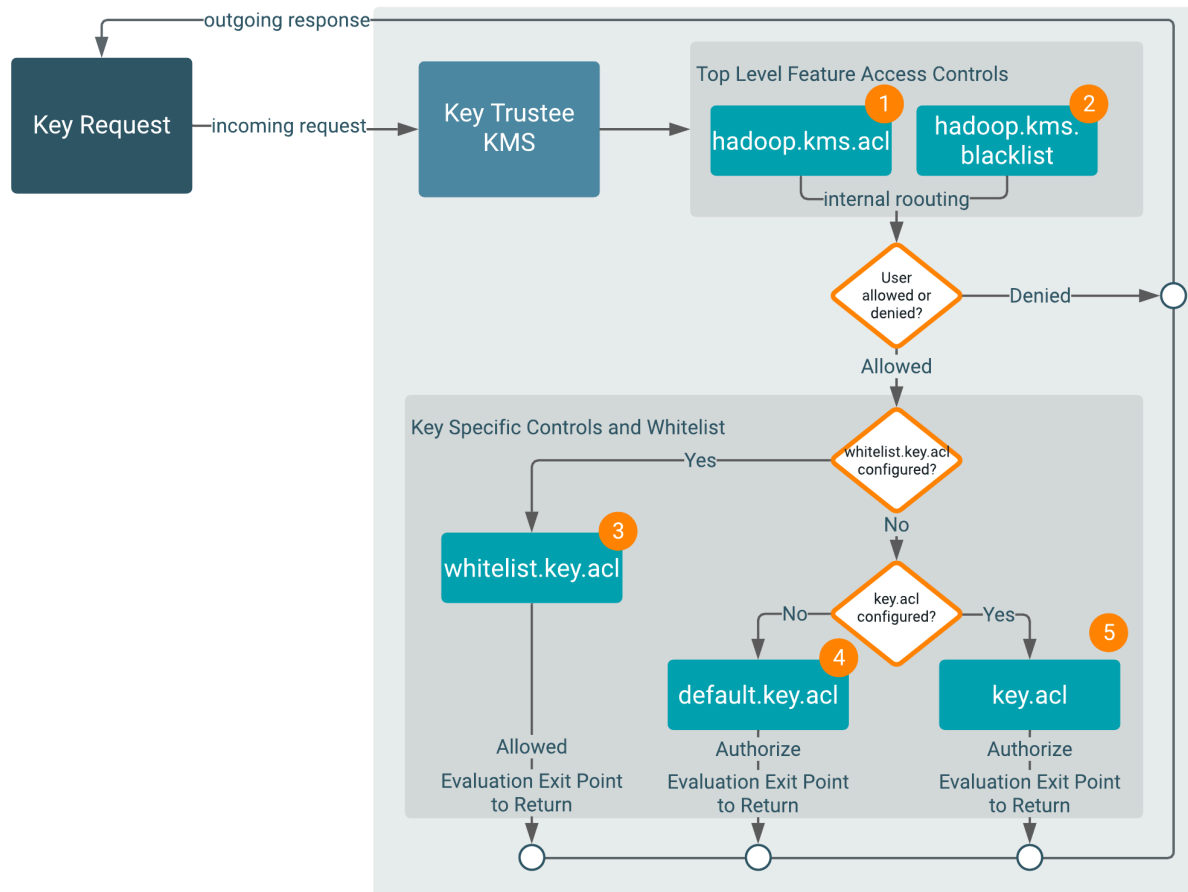 outgoing response
Key Request
incoming request
Key Trustee
KMS
Top Level Feature Access Controls
1
hadoop.kms.acl
2
hadoop.kms.
blacklist
internal roouting
User
allowed or
denied?
Denied
Allowed
Key Specific Controls and Whitelist
whitelist.key.acl
configured?
Yes
No
3
whitelist.key.acl
key.acl
configured?
No
Yes
4
default.key.acl
5
key.acl
Allowed
Evaluation Exit Point
to Return
Authorize
Evaluation Exit Point
to Return
Authorize
Evaluation Exit Point
to Return